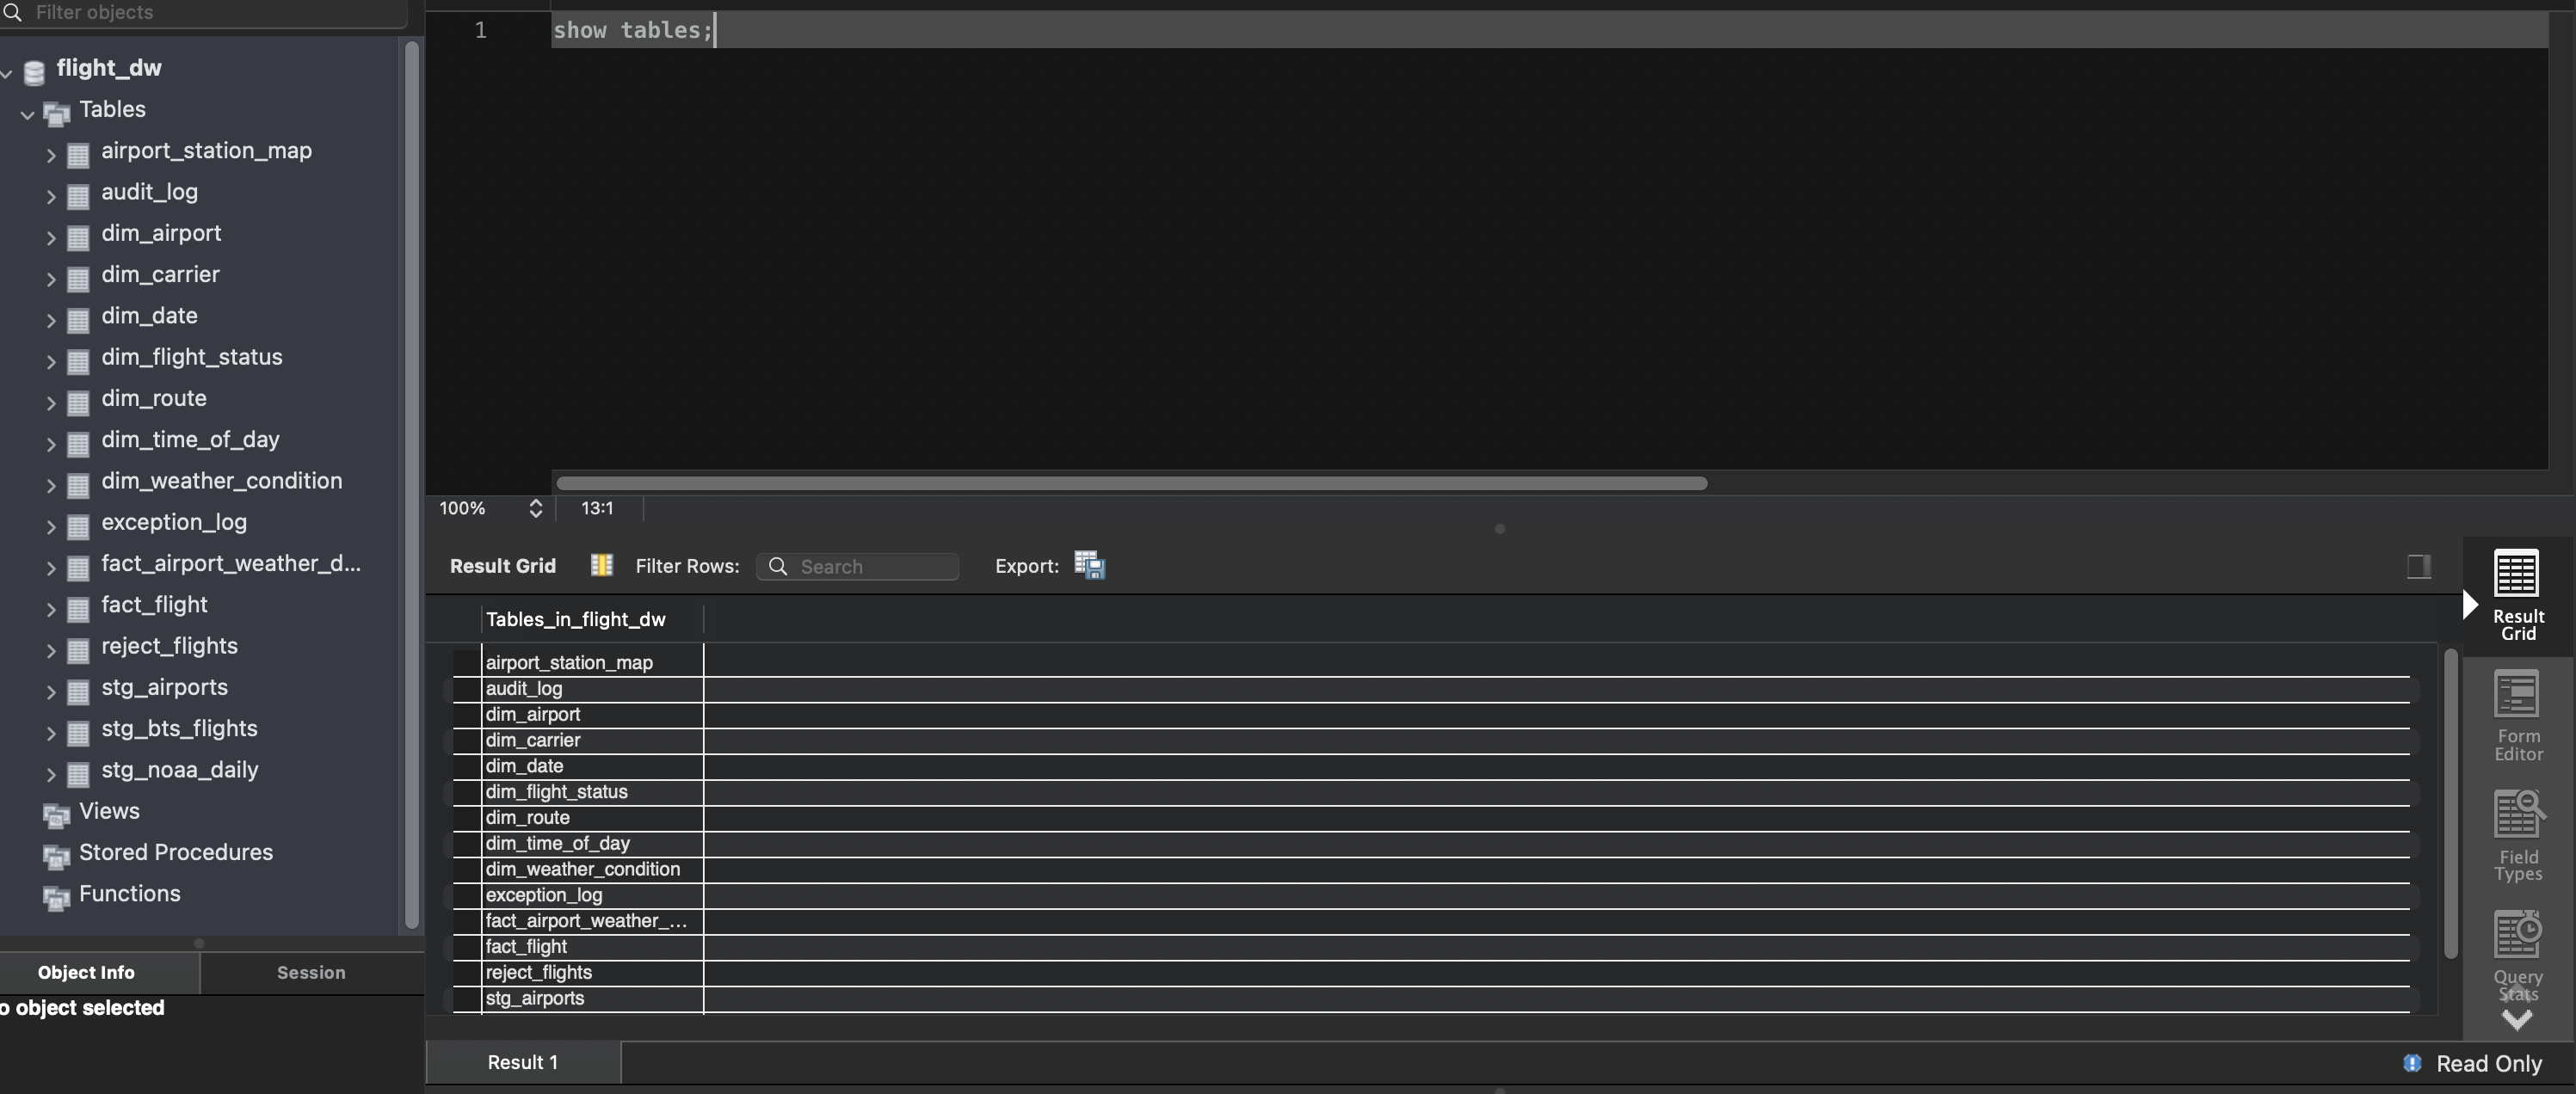 Filter objects
flight_dw
Tables
airport_station_map
audit_log
dim_airport
dim_carrier
dim_date
dim_flight_status
dim_route
dim_time_of_day
dim_weather_condition
exception_log
fact_airport_weather_d...
fact_flight
reject_flights
stg_airports
stg_bts_flights
stg_noaa_daily
Views
Stored Procedures
Functions
Object Info
Session
o object selected
1
show tables;
100%
13:1
Result Grid
Filter Rows:
Search
Export:
Tables_in_flight_dw
airport_station_map
audit_log
dim_airport
dim_carrier
dim_date
dim_flight_status
dim_route
dim_time_of_day
dim_weather_condition
exception_log
fact_airport_weather_...
fact_flight
reject_flights
stg_airports
Result
Grid
Form
Editor
Field
Types
Query
Stats
Result 1
Read Only